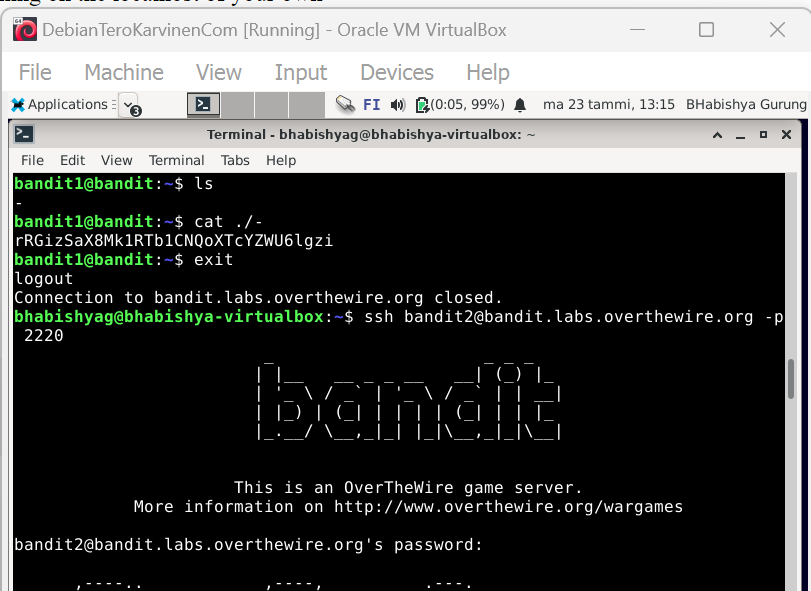 DebianTeroKarvinenCom [Running] - Oracle VM VirtualBox
File Machine View Input Devices Help
Applications 3 FI (0:05, 99%) ma 23 tammi, 13:15 BHabishya Gurung
Terminal - bhabishyag@bhabishya-virtualbox: ~
File Edit View Terminal Tabs Help
bandit1@bandit:~$ ls
-
bandit1@bandit:~$ cat ./-
rRGizSaX8Mk1RTb1CNQoXTcYZWU6lgzi
bandit1@bandit:~$ exit
logout
Connection to bandit.labs.overthewire.org closed.
bhabishyag@bhabishya-virtualbox:~$ ssh bandit2@bandit.labs.overthewire.org -p
2220
bandit
This is an OverTheWire game server.
More information on http://www.overthewire.org/wargames
bandit2@bandit.labs.overthewire.org's password: